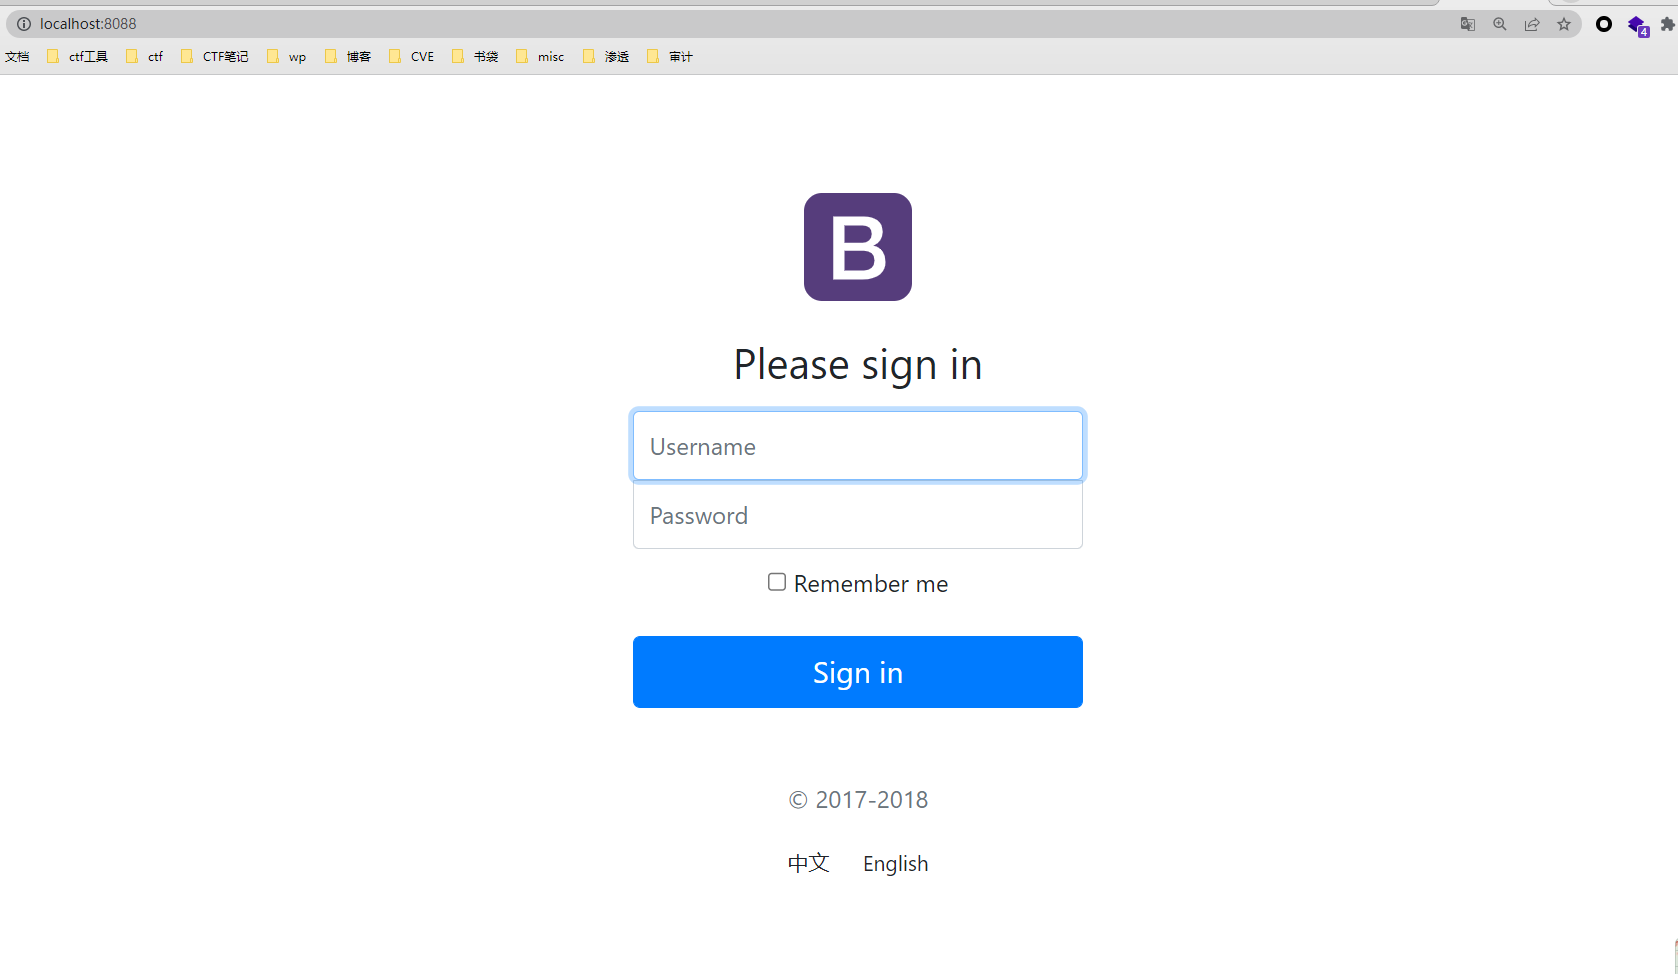 localhost:8088
4
文档 ctf工具 ctf CTF笔记 wp 博客 CVE 书袋 misc 渗透 审计
B
Please sign in
Username
Password
Remember me
Sign in
© 2017-2018
中文 English